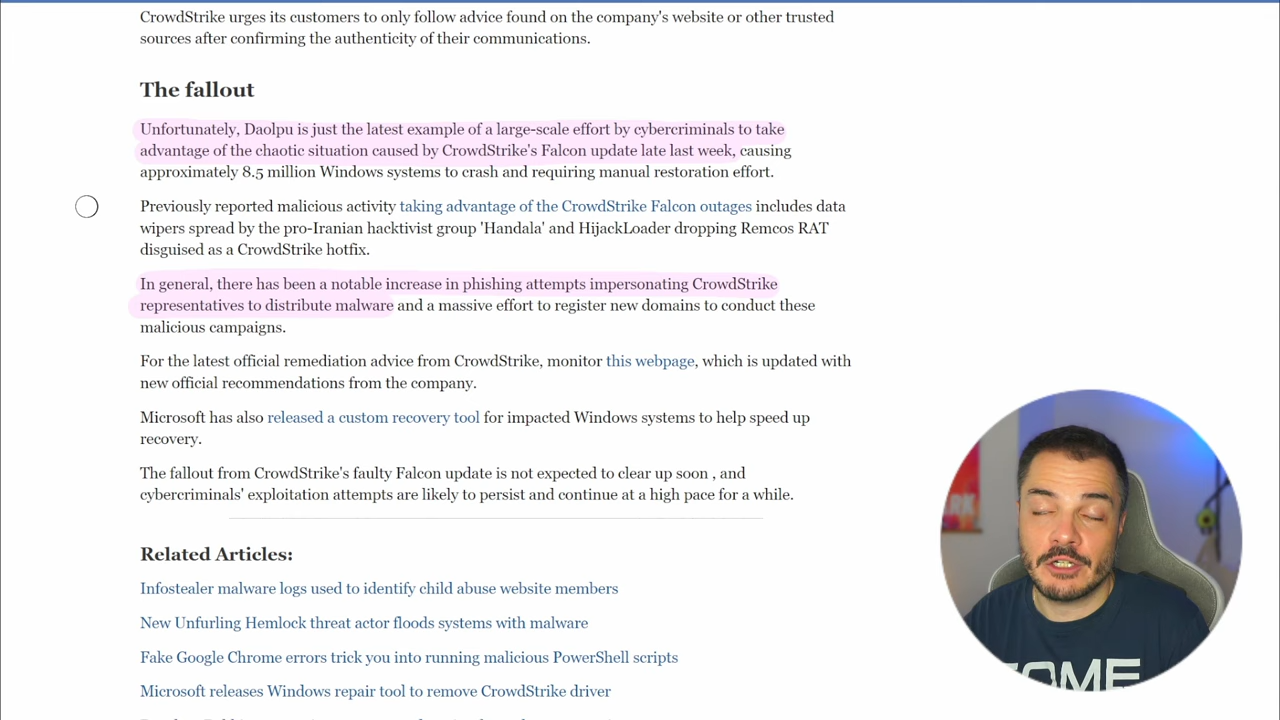 CrowdStrike urges its customers to only follow advice found on the company's website or other trusted
sources after confirming the authenticity of their communications.
The fallout
Unfortunately, Daolpu is just the latest example of a large-scale effort by cybercriminals to take
advantage of the chaotic situation caused by CrowdStrike's Falcon update late last week, causing
approximately 8.5 million Windows systems to crash and requiring manual restoration effort.
Previously reported malicious activity taking advantage of the CrowdStrike Falcon outages includes data
wipers spread by the pro-Iranian hacktivist group 'Handala' and HijackLoader dropping Remcos RAT
disguised as a CrowdStrike hotfix.
In general, there has been a notable increase in phishing attempts impersonating CrowdStrike
representatives to distribute malware and a massive effort to register new domains to conduct these
malicious campaigns.
For the latest official remediation advice from CrowdStrike, monitor this webpage, which is updated with
new official recommendations from the company.
Microsoft has also released a custom recovery tool for impacted Windows systems to help speed up
recovery.
The fallout from CrowdStrike's faulty Falcon update is not expected to clear up soon , and
cybercriminals' exploitation attempts are likely to persist and continue at a high pace for a while.
Related Articles:
Infostealer malware logs used to identify child abuse website members
New Unfurling Hemlock threat actor floods systems with malware
Fake Google Chrome errors trick you into running malicious PowerShell scripts
Microsoft releases Windows repair tool to remove CrowdStrike driver